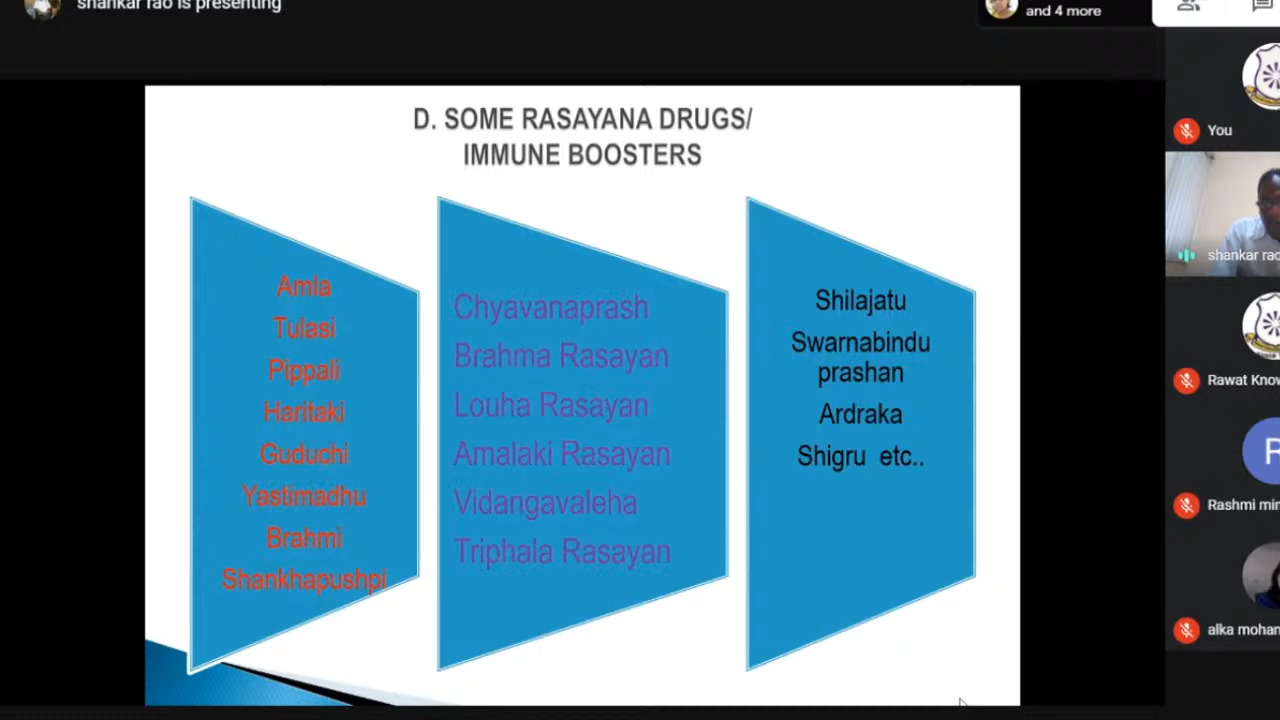 shankar rao is presenting
and 4 more
D. SOME RASAYANA DRUGS/
IMMUNE BOOSTERS
Amla
Tulasi
Pippali
Haritaki
Guduchi
Yastimadhu
Brahmi
Shankhapushpi
Chyavanaprash
Brahma Rasayan
Louha Rasayan
Amalaki Rasayan
Vidangavaleha
Triphala Rasayan
Shilajatu
Swarnabindu
prashan
Ardraka
Shigru etc..
You
shankar rao
Rawat Know
R
Rashmi mi
alka mohan